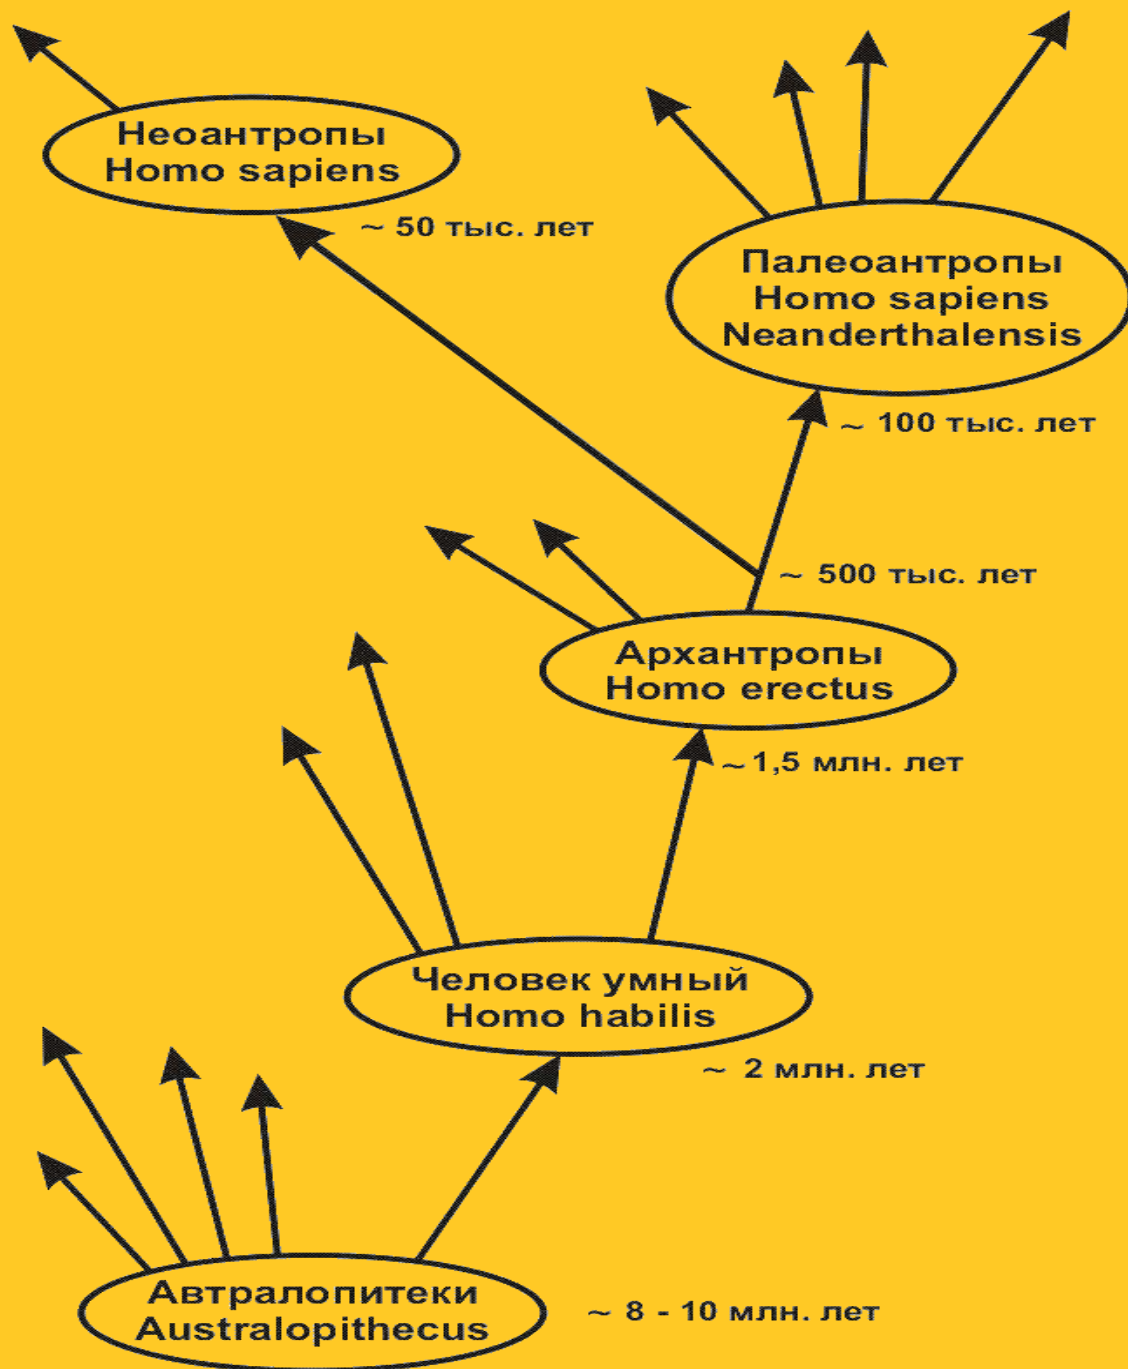 Неоантропы
Homo sapiens
~ 50 тыс. лет
Палеоантропы
Homo sapiens
Neanderthalensis
~ 100 тыс. лет
~ 500 тыс. лет
Архантропы
Homo erectus
~ 1,5 млн. лет
Человек умный
Homo habilis
~ 2 млн. лет
Автралопитеки
Australopithecus
~ 8 - 10 млн. лет